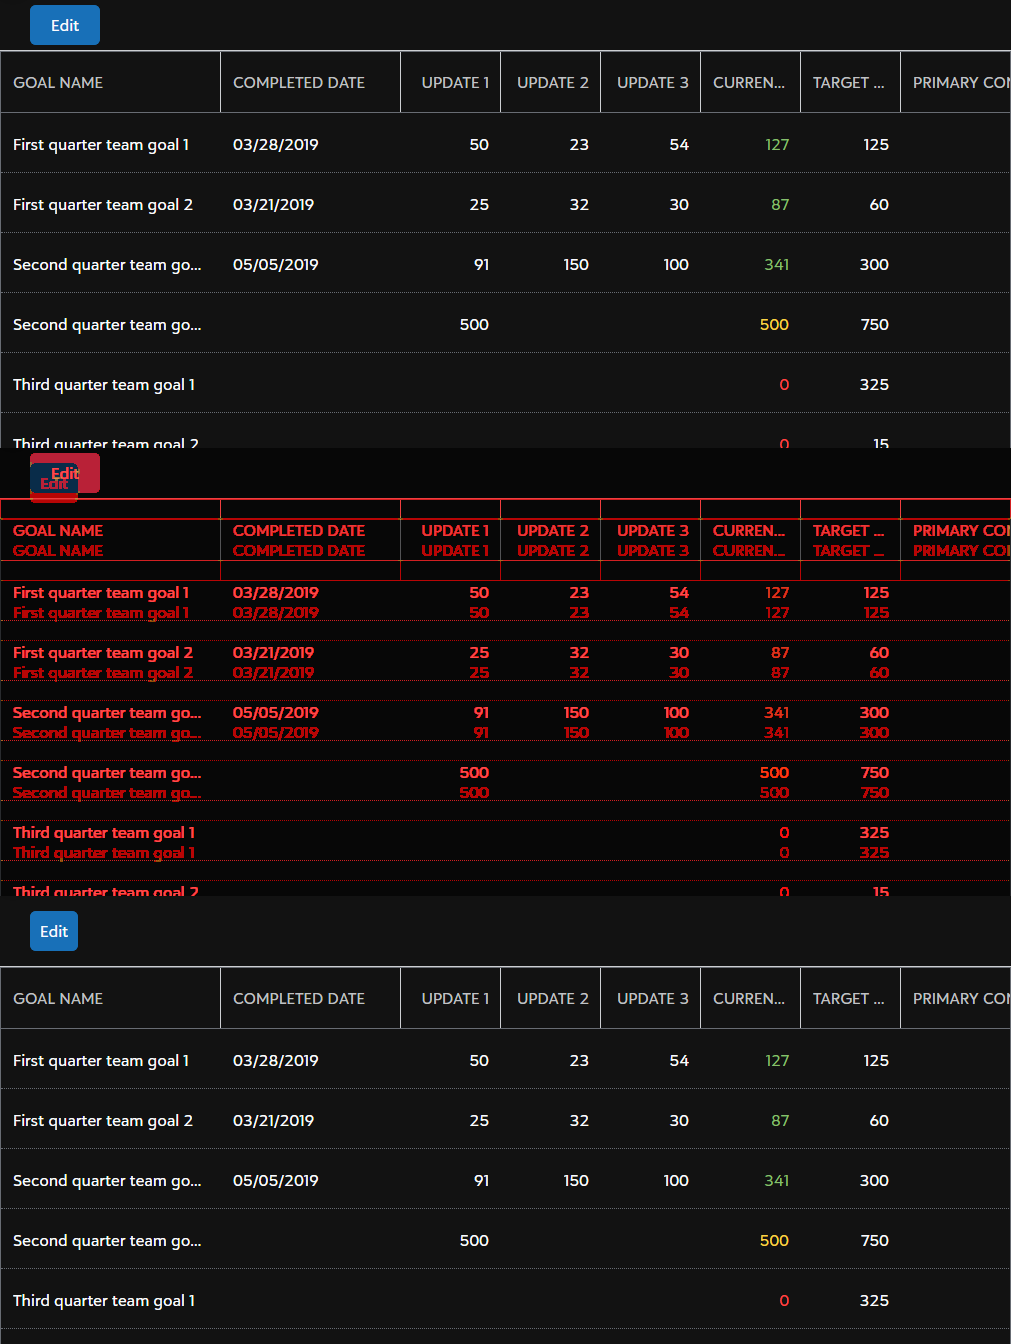 Edit
GOAL NAME COMPLETED DATE UPDATE 1 UPDATE 2 UPDATE 3 CURREN... TARGET ... PRIMARY CON
First quarter team goal 1 03/28/2019 50 23 54 127 125
First quarter team goal 2 03/21/2019 25 32 30 87 60
Second quarter team go... 05/05/2019 91 150 100 341 300
Second quarter team go... 500 500 750
Third quarter team goal 1 0 325
Third quarter team goal 2 0 15
Edit
Edit
GOAL NAME COMPLETED DATE UPDATE 1 UPDATE 2 UPDATE 3 CURREN... TARGET ... PRIMARY CON
GOAL NAME COMPLETED DATE UPDATE 1 UPDATE 2 UPDATE 3 CURREN... TARGET ... PRIMARY CON
First quarter team goal 1 03/28/2019 50 23 54 127 125
First quarter team goal 1 03/28/2019 50 23 54 127 125
First quarter team goal 2 03/21/2019 25 32 30 87 60
First quarter team goal 2 03/21/2019 25 32 30 87 60
Second quarter team go... 05/05/2019 91 150 100 341 300
Second quarter team go... 05/05/2019 91 150 100 341 300
Second quarter team go... 500 500 750
Second quarter team go... 500 500 750
Third quarter team goal 1 0 325
Third quarter team goal 1 0 325
Third quarter team goal 2 0 15
Edit
GOAL NAME COMPLETED DATE UPDATE 1 UPDATE 2 UPDATE 3 CURREN... TARGET ... PRIMARY CON
First quarter team goal 1 03/28/2019 50 23 54 127 125
First quarter team goal 2 03/21/2019 25 32 30 87 60
Second quarter team go... 05/05/2019 91 150 100 341 300
Second quarter team go... 500 500 750
Third quarter team goal 1 0 325